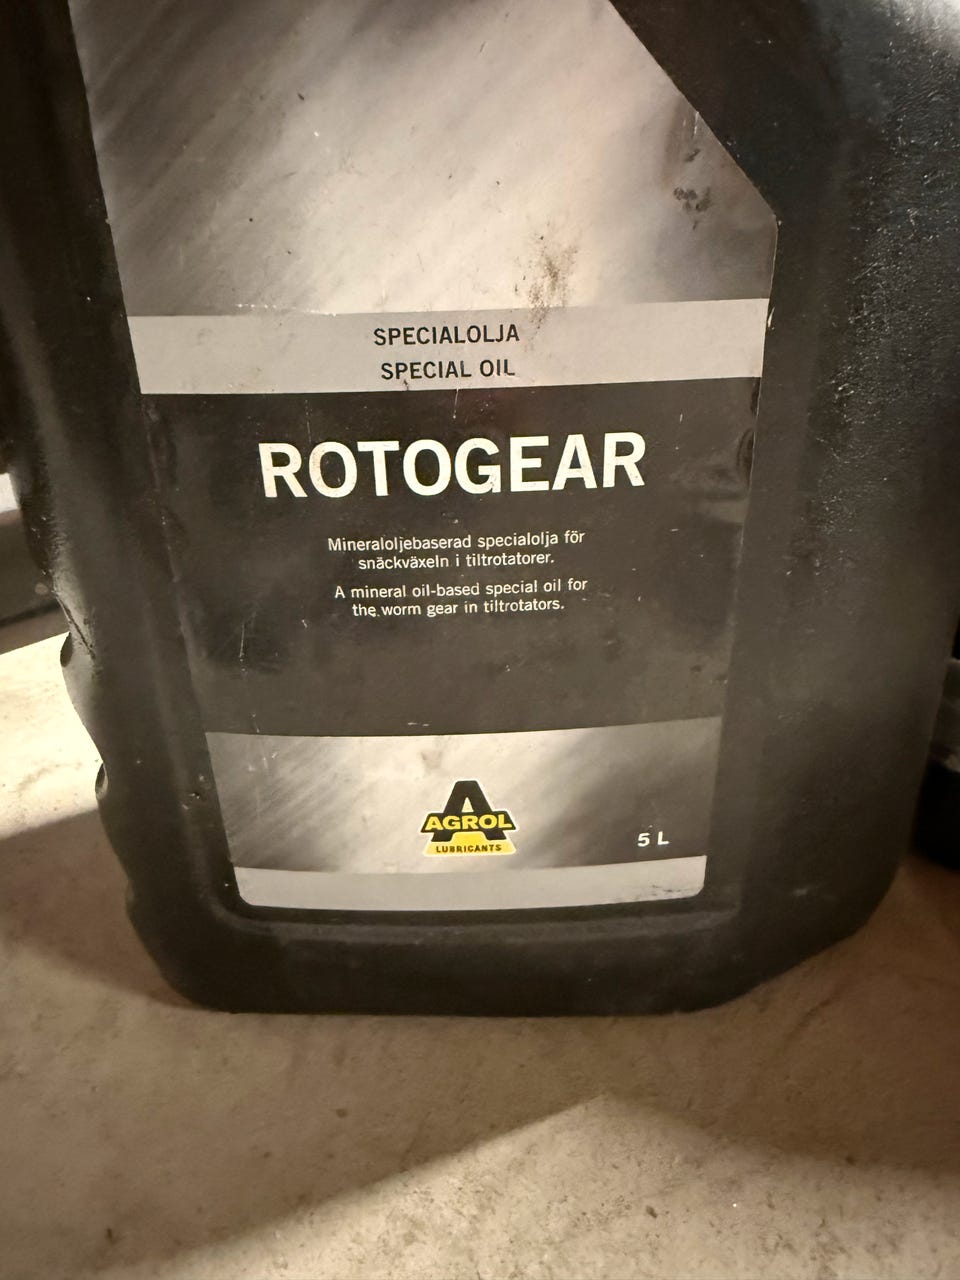 SPECIALOLJA
SPECIAL OIL
ROTOGEAR
Mineraloljebaserad specialolja för
snäckväxeln i tiltrotatorer.
A mineral oil-based special oil for
the worm gear in tiltrotators.
A
AGROL
LUBRICANTS
5 L